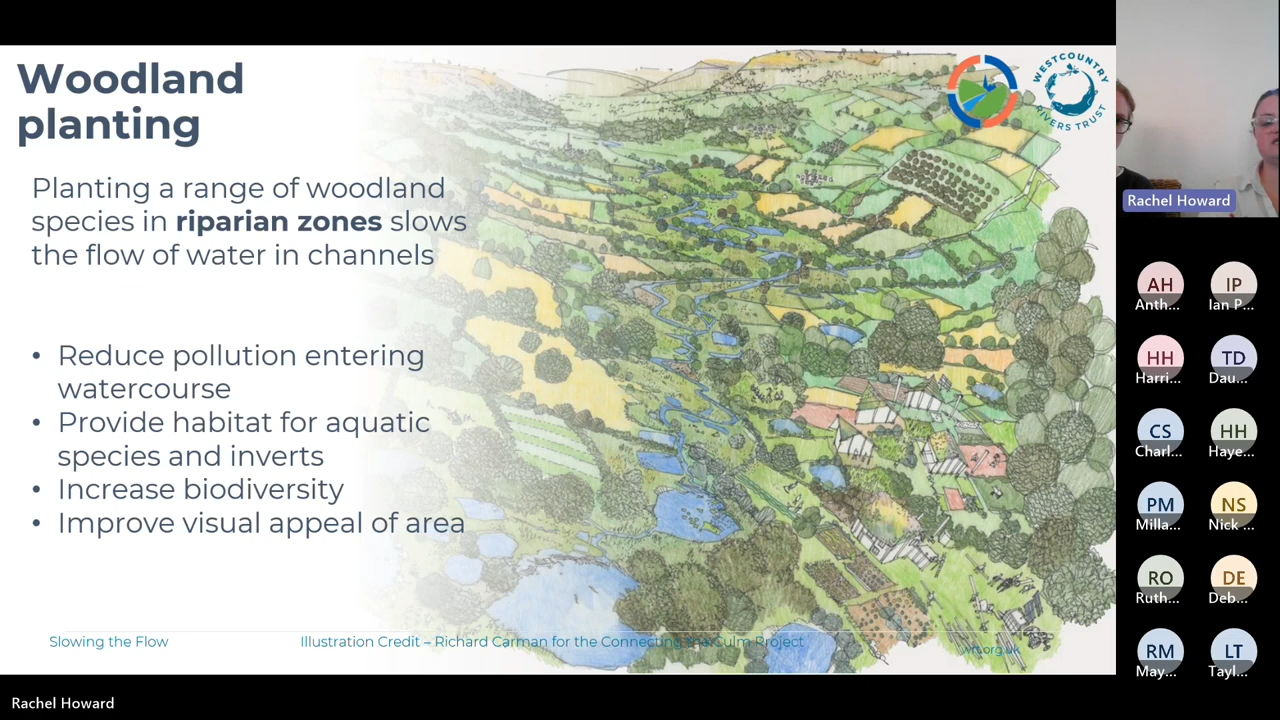 Woodland
planting
Planting a range of woodland
species in riparian zones slows
the flow of water in channels
• Reduce pollution entering
watercourse
• Provide habitat for aquatic
species and inverts
• Increase biodiversity
• Improve visual appeal of area
Slowing the Flow
Illustration Credit – Richard Carman for the Connecting the Culm Project
wrt.org.uk
WESTCOUNTRY
RIVERS TRUST
Rachel Howard
AH
Anth...
IP
Ian P...
HH
Harri...
TD
Dau...
CS
Charl...
HH
Haye...
PM
Milla...
NS
Nick ...
RO
Ruth...
DE
Deb...
RM
May...
LT
Tayl...
Rachel Howard